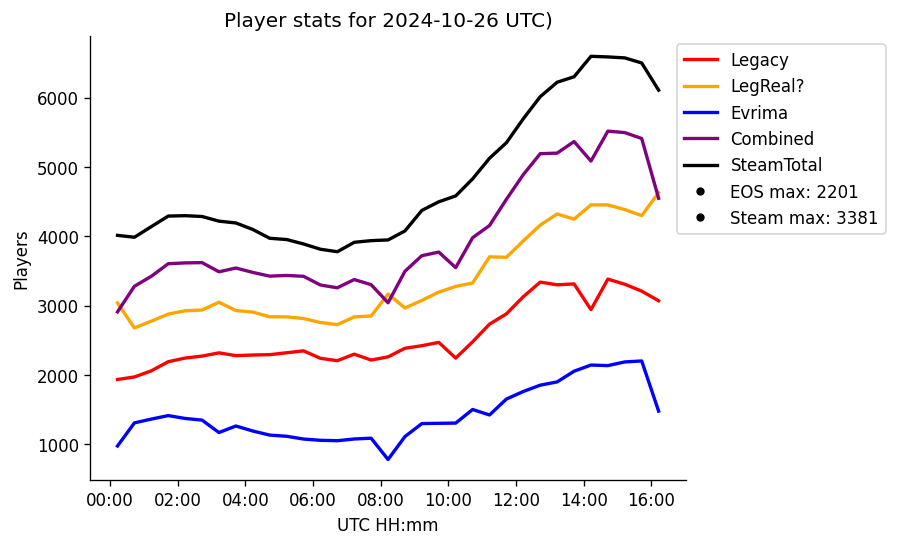 Player stats for 2024-10-26 UTC)
Legacy
LegReal?
Evrima
Combined
SteamTotal
EOS max: 2201
Steam max: 3381
Players
6000
5000
4000
3000
2000
1000
00:00 02:00 04:00 06:00 08:00 10:00 12:00 14:00 16:00
UTC HH:mm